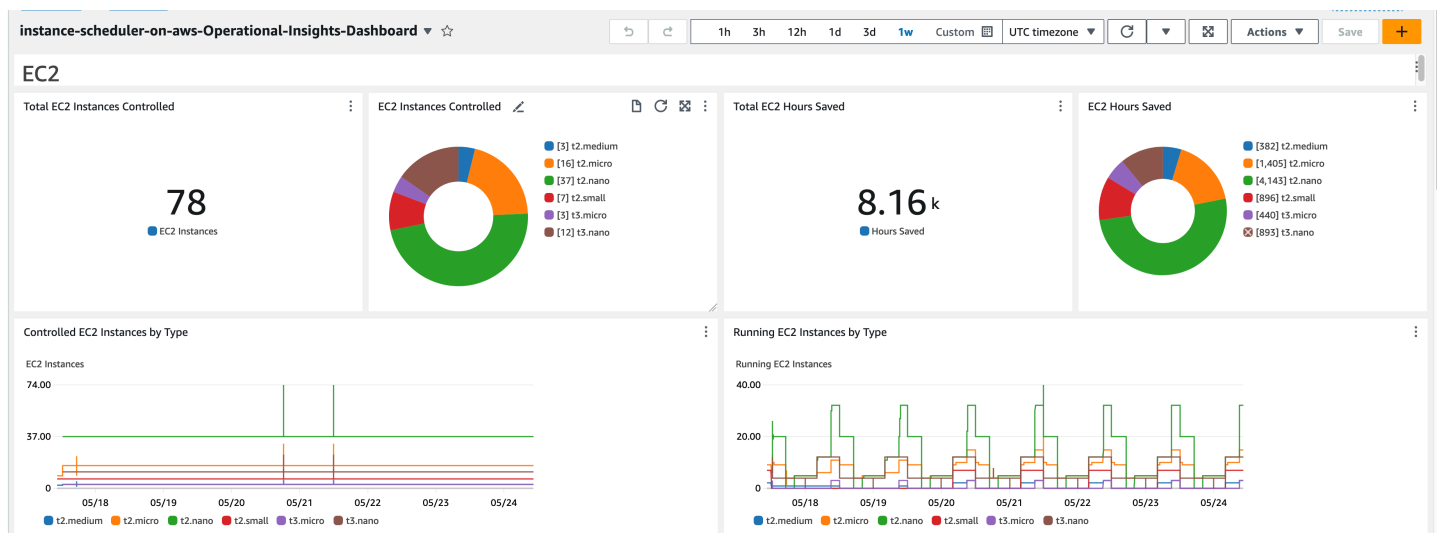 instance-scheduler-on-aws-Operational-Insights-Dashboard
1h 3h 12h 1d 3d 1w Custom UTC timezone Actions Save +
EC2
Total EC2 Instances Controlled
78
EC2 Instances
EC2 Instances Controlled
[3] t2.medium
[16] t2.micro
[37] t2.nano
[7] t2.small
[3] t3.micro
[12] t3.nano
Total EC2 Hours Saved
8.16 k
Hours Saved
EC2 Hours Saved
[382] t2.medium
[1,405] t2.micro
[4,143] t2.nano
[896] t2.small
[440] t3.micro
[893] t3.nano
Controlled EC2 Instances by Type
EC2 Instances
74.00
37.00
0
05/18 05/19 05/20 05/21 05/22 05/23 05/24
t2.medium t2.micro t2.nano t2.small t3.micro t3.nano
Running EC2 Instances by Type
Running EC2 Instances
40.00
20.00
0
05/18 05/19 05/20 05/21 05/22 05/23 05/24
t2.medium t2.micro t2.nano t2.small t3.micro t3.nano